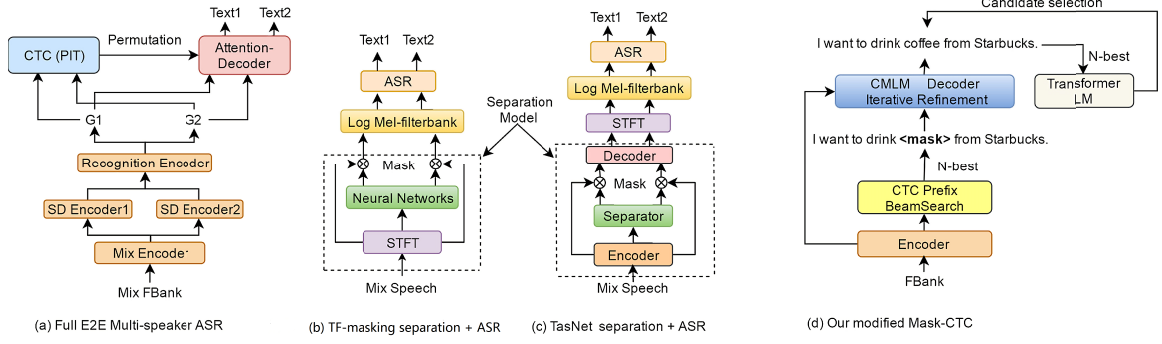 Text1 Text2
CTC (PIT)
Permutation
Attention-
Decoder
G1 G2
Rcognition Encoder
SD Encoder1 SD Encoder2
Mix Encoder
Mix FBank
(a) Full E2E Multi-speaker ASR
Text1 Text2
ASR
Log Mel-filterbank
Mask
Neural Networks
STFT
Mix Speech
(b) TF-masking separation + ASR
Separation
Model
Text1 Text2
ASR
Log Mel-filterbank
STFT
Decoder
Mask
Separator
Encoder
Mix Speech
(c) TasNet separation + ASR
Candidate selection
I want to drink coffee from Starbucks.
N-best
CMLM Decoder
Iterative Refinement
Transformer
LM
I want to drink <mask> from Starbucks.
N-best
CTC Prefix
BeamSearch
Encoder
FBank
(d) Our modified Mask-CTC